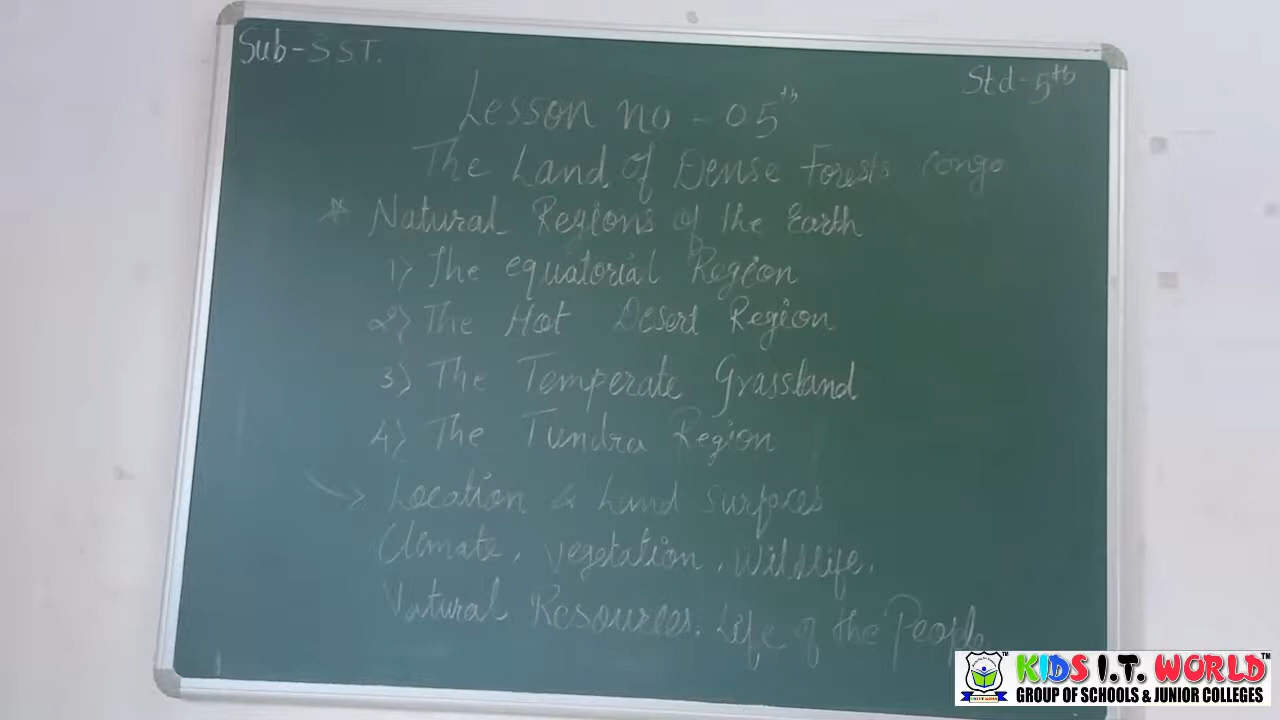 Sub-S.S.T.
Std-5th
Lesson no - 05th
The Land of Dense Forests Congo
* Natural Regions of the Earth
1) The equatorial Region
2) The Hot Desert Region
3) The Temperate Grassland
4) The Tundra Region
→ Location & Land surfaces
Climate, vegetation, Wildlife,
Natural Resources. Life of the People
KIDS I.T. WORLD™
GROUP OF SCHOOLS & JUNIOR COLLEGES